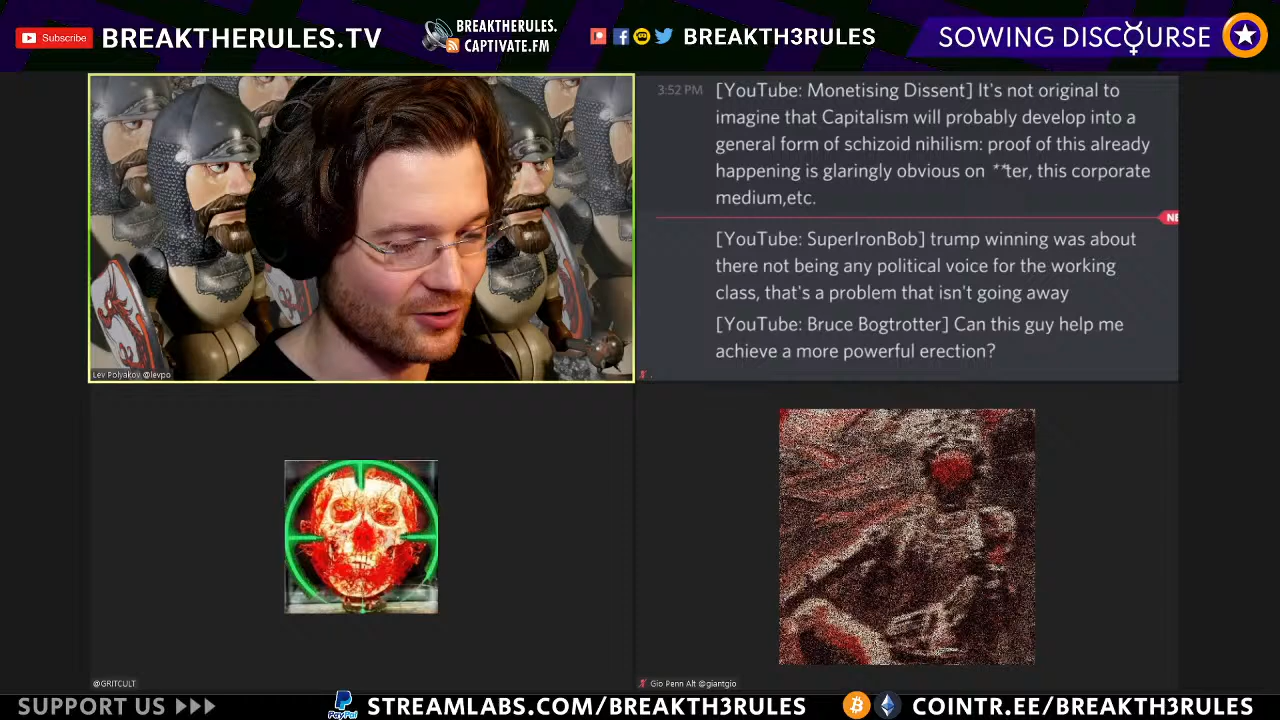 Subscribe BREAKTHERULES.TV
BREAKTHERULES.
CAPTIVATE.FM
BREAKTH3RULES
SOWING DISCOURSE
3:52 PM [YouTube: Monetising Dissent] It's not original to
imagine that Capitalism will probably develop into a
general form of schizoid nihilism: proof of this already
happening is glaringly obvious on **ter, this corporate
medium,etc.
NE
[YouTube: SuperIronBob] trump winning was about
there not being any political voice for the working
class, that's a problem that isn't going away
[YouTube: Bruce Bogtrotter] Can this guy help me
achieve a more powerful erection?
Lev Polyakov @levpo
.
@GRITCULT
Gio Penn Alt @giantgio
SUPPORT US
PayPal
STREAMLABS.COM/BREAKTH3RULES
COINTR.EE/BREAKTH3RULES